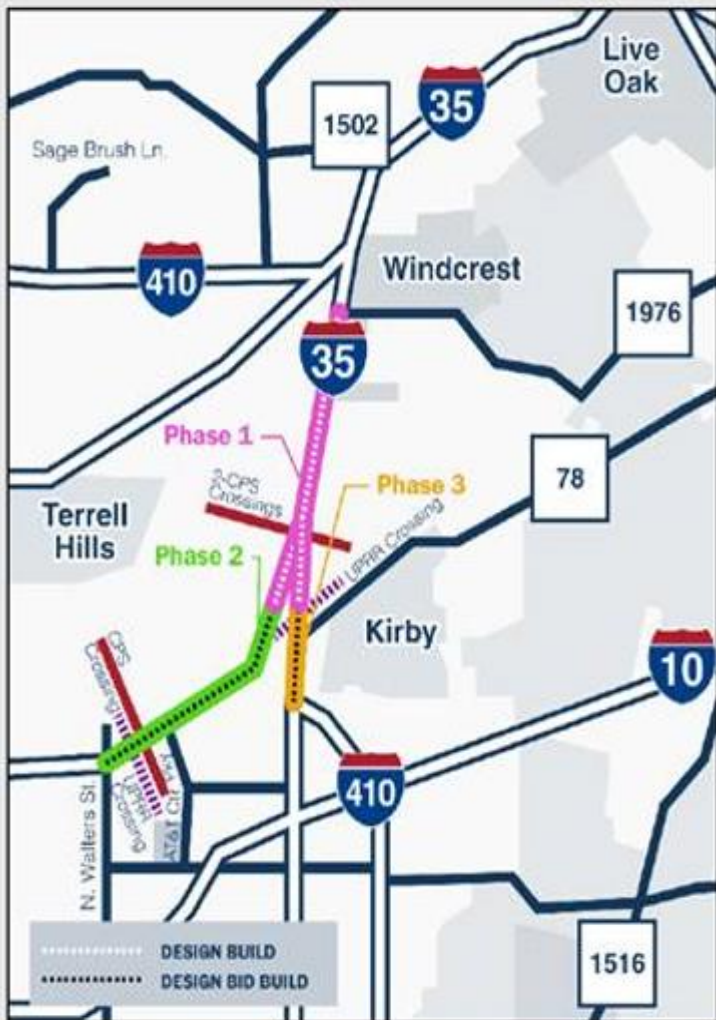 Live
Oak
35
1502
Sage Brush Ln.
410
Windcrest
1976
35
Phase 1
78
2-CPS
Crossings
Phase 3
Terrell
Hills
UPRR Crossing
Phase 2
Kirby
CPS
Crossing
10
UPRR
Crossing
AT&T Ctr.
PKY
410
N. Walters St.
DESIGN BUILD
DESIGN BID BUILD
1516